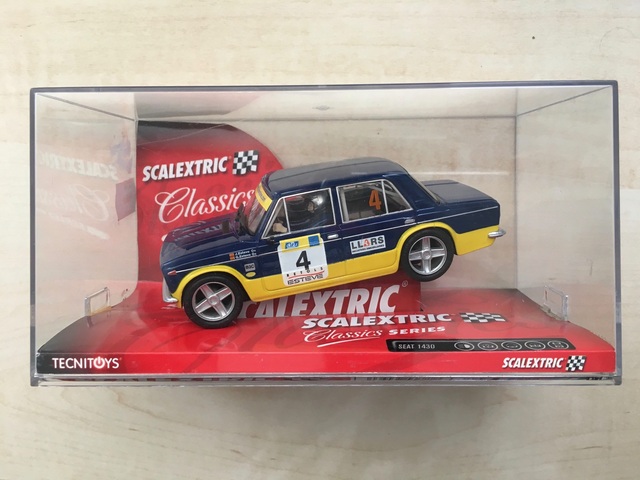 SCALEXTRIC
Classics
4
LLARS
4
ESTEVE
SCALEXTRIC
SCALEXTRIC
Classics SERIES
SEAT 1430
TECNITOYS
SCALEXTRIC